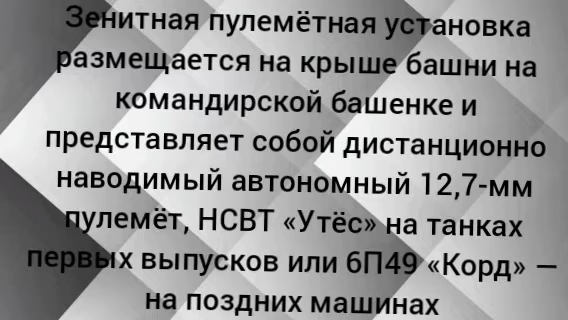 Зенитная пулемётная установка
размещается на крыше башни на
командирской башенке и
представляет собой дистанционно
наводимый автономный 12,7-мм
пулемёт, НСВТ «Утёс» на танках
первых выпусков или 6П49 «Корд» —
на поздних машинах